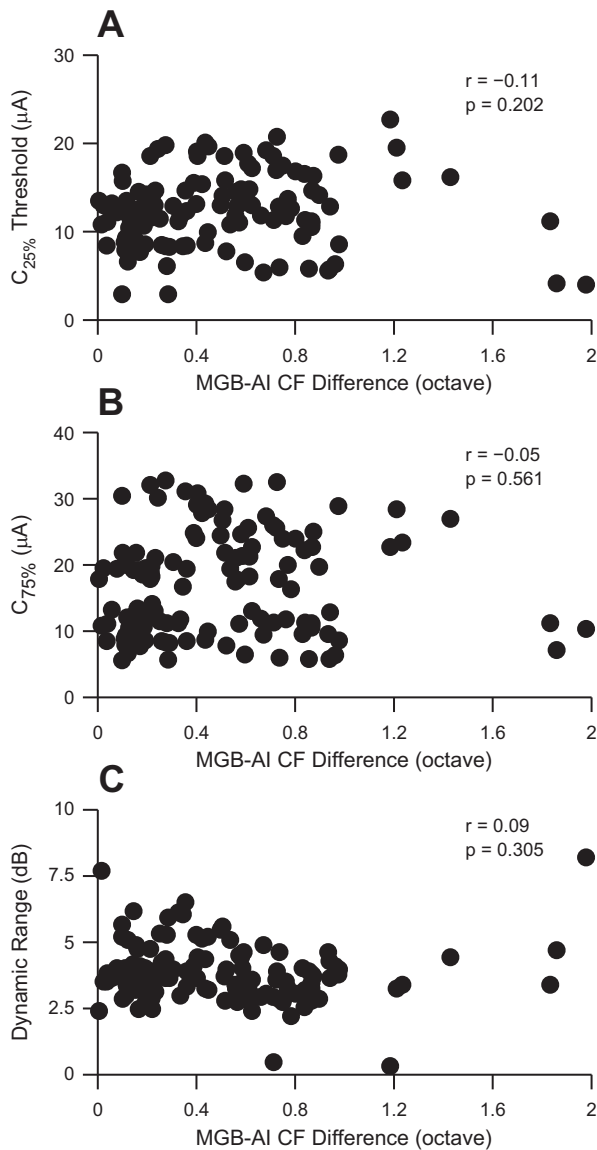 A
30
20
10
0
C25% Threshold (μA)
r = −0.11
p = 0.202
0 0.4 0.8 1.2 1.6 2
MGB-AI CF Difference (octave)
B
40
30
20
10
0
C75% (μA)
r = −0.05
p = 0.561
0 0.4 0.8 1.2 1.6 2
MGB-AI CF Difference (octave)
C
10
7.5
5
2.5
0
Dynamic Range (dB)
r = 0.09
p = 0.305
0 0.4 0.8 1.2 1.6 2
MGB-AI CF Difference (octave)